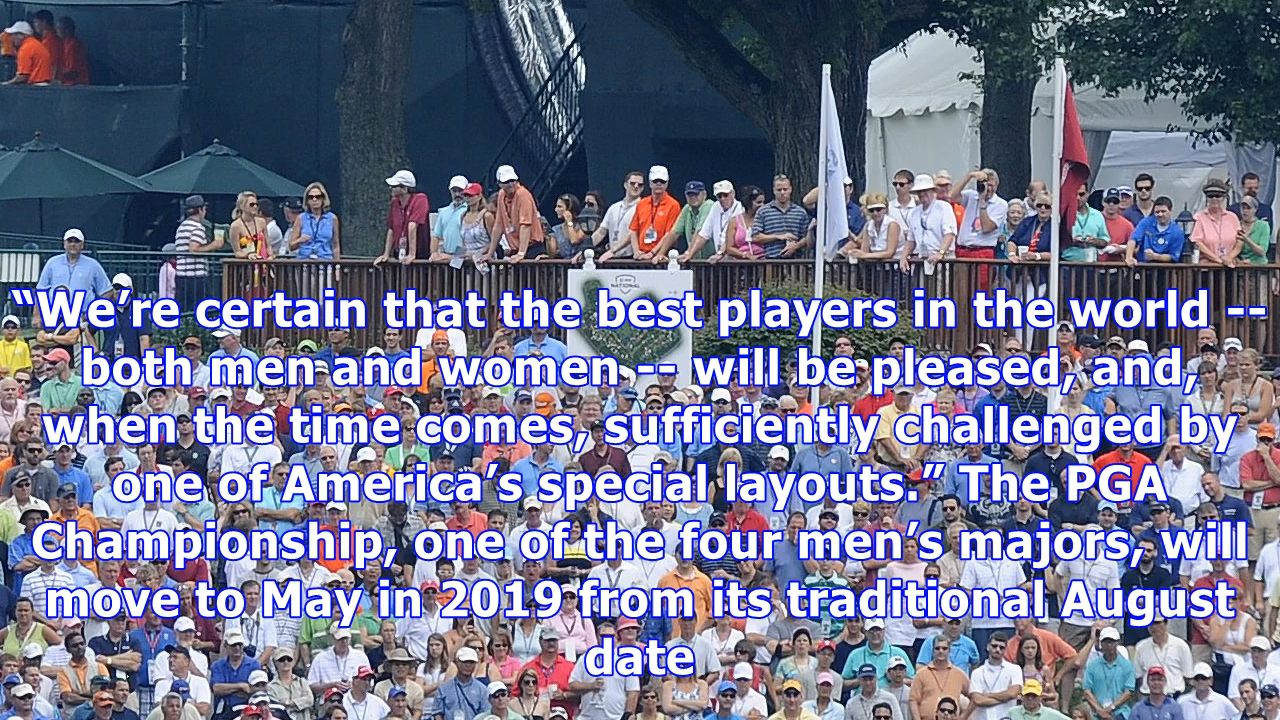 NATIONAL
“We’re certain that the best players in the world --
both men and women -- will be pleased, and,
when the time comes, sufficiently challenged by
one of America’s special layouts.” The PGA
Championship, one of the four men’s majors, will
move to May in 2019 from its traditional August
date